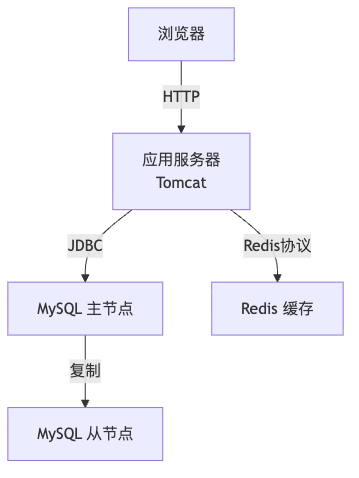 浏览器
HTTP
应用服务器
Tomcat
JDBC
Redis协议
MySQL 主节点
Redis 缓存
复制
MySQL 从节点